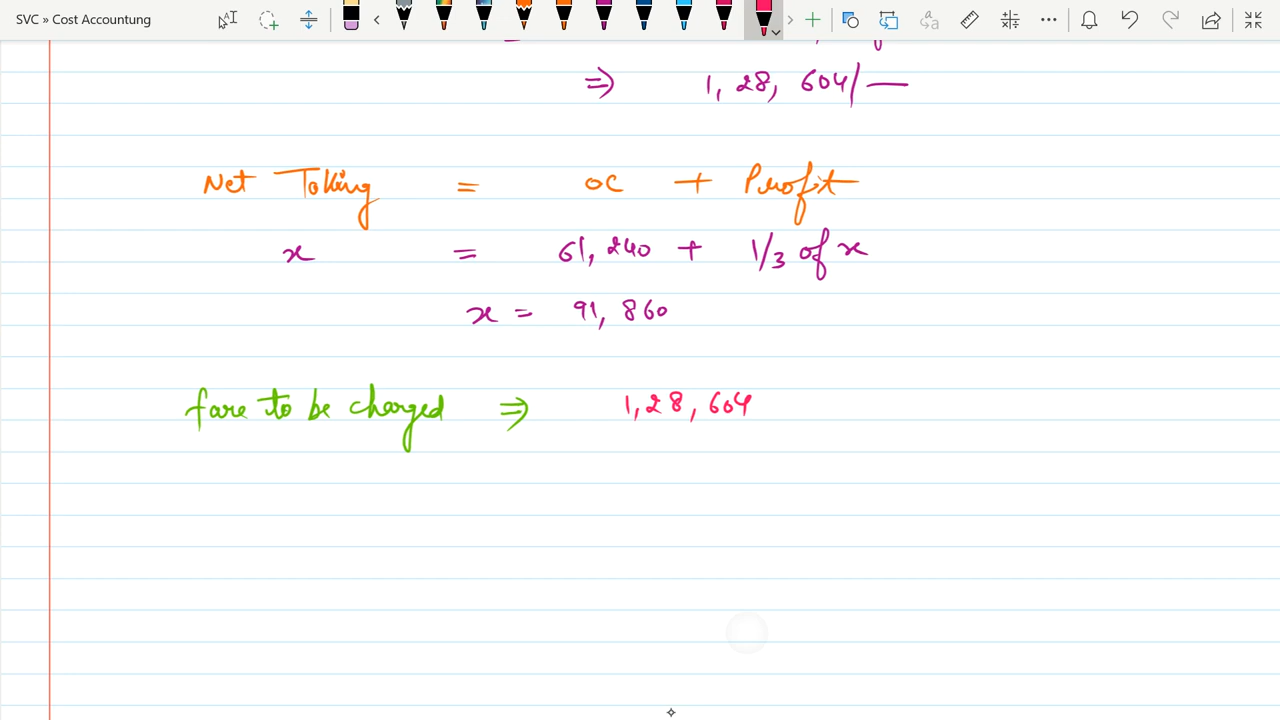 SVC » Cost Accountung
⇒ 1, 28, 604/—
Net Taking = OC + Profit
x = 61, 240 + 1/3 of x
x = 91, 860
fare to be charged ⇒ 1,28,604